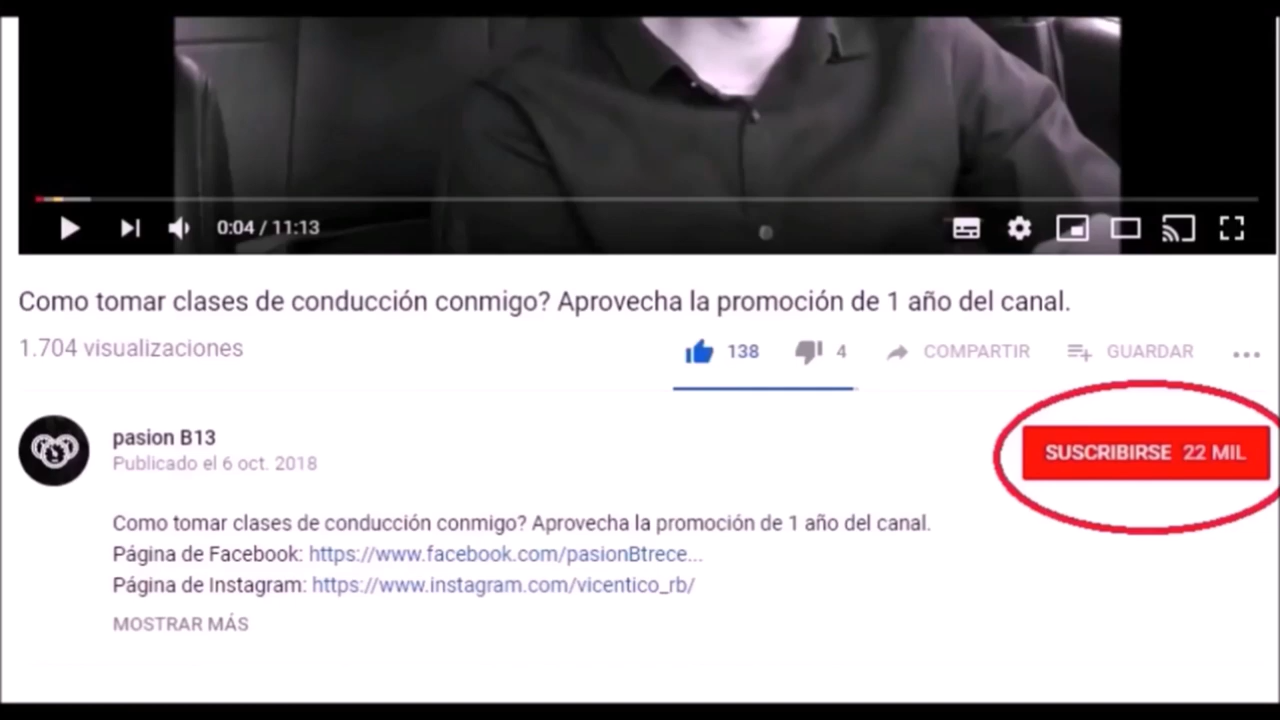 0:04 / 11:13
Como tomar clases de conducción conmigo? Aprovecha la promoción de 1 año del canal.
1.704 visualizaciones
138
4
COMPARTIR
GUARDAR
pasion B13
Publicado el 6 oct. 2018
SUSCRIBIRSE 22 MIL
Como tomar clases de conducción conmigo? Aprovecha la promoción de 1 año del canal.
Página de Facebook: https://www.facebook.com/pasionBtrece...
Página de Instagram: https://www.instagram.com/vicentico_rb/
MOSTRAR MÁS